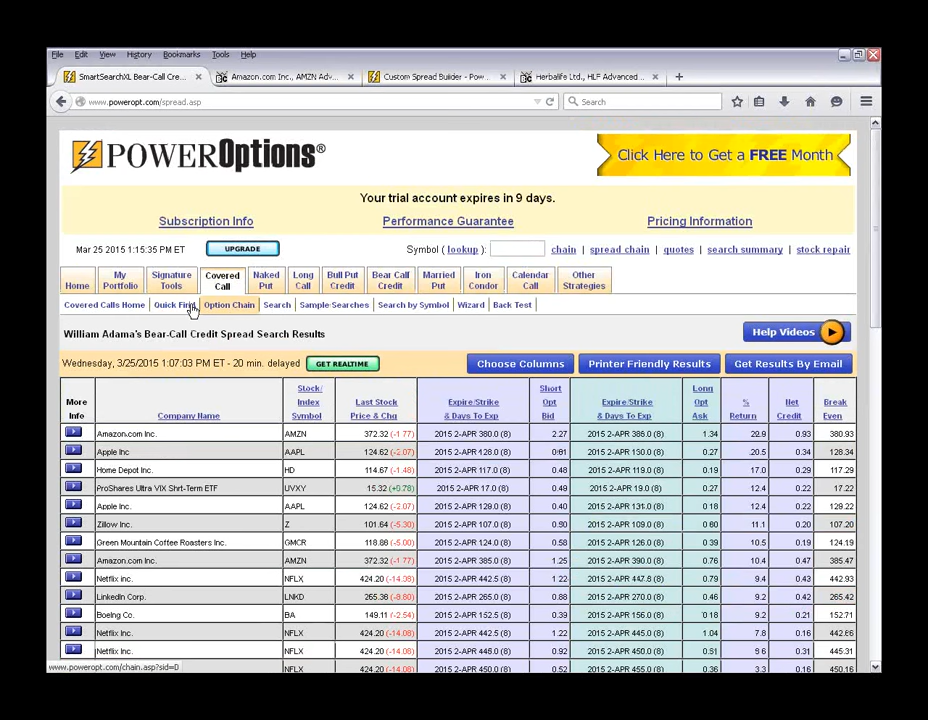 File Edit View History Bookmarks Tools Help
SmartSearchXL Bear-Call Cre... × Amazon.com Inc., AMZN Adv... × Custom Spread Builder - Pow... × Herbalife Ltd., HLF Advanced... × +
www.poweropt.com/spread.asp Search
POWEROptions® Click Here to Get a FREE Month
Your trial account expires in 9 days.
Subscription Info Performance Guarantee Pricing Information
Mar 25 2015 1:15:35 PM ET UPGRADE Symbol ( lookup ): chain | spread chain | quotes | search summary | stock repair
Home My Portfolio Signature Tools Covered Call Naked Put Long Call Bull Put Credit Bear Call Credit Married Put Iron Condor Calendar Call Other Strategies
Covered Calls Home Quick Find Option Chain Search Sample Searches Search by Symbol Wizard Back Test
William Adama's Bear-Call Credit Spread Search Results Help Videos
Wednesday, 3/25/2015 1:07:03 PM ET - 20 min. delayed GET REALTIME Choose Columns Printer Friendly Results Get Results By Email
More Info Company Name Stock/ Index Symbol Last Stock Price & Chg Expire/Strike & Days To Exp Short Opt Bid Expire/Strike & Days To Exp Long Opt Ask % Return Net Credit Break Even
Amazon.com Inc. AMZN 372.32 (-1.77) 2015 2-APR 380.0 (8) 2.27 2015 2-APR 385.0 (8) 1.34 22.9 0.93 380.93
Apple Inc AAPL 124.62 (-2.07) 2015 2-APR 128.0 (8) 0.61 2015 2-APR 130.0 (8) 0.27 20.5 0.34 128.34
Home Depot Inc. HD 114.67 (-1.48) 2015 2-APR 117.0 (8) 0.48 2015 2-APR 119.0 (8) 0.19 17.0 0.29 117.29
ProShares Ultra VIX Shrt-Term ETF UVXY 15.32 (+0.78) 2015 2-APR 17.0 (8) 0.49 2015 2-APR 19.0 (8) 0.27 12.4 0.22 17.22
Apple Inc. AAPL 124.62 (-2.07) 2015 2-APR 129.0 (8) 0.40 2015 2-APR 131.0 (8) 0.18 12.4 0.22 129.22
Zillow Inc. Z 101.64 (-5.30) 2015 2-APR 107.0 (8) 0.80 2015 2-APR 109.0 (8) 0.60 11.1 0.20 107.20
Green Mountain Coffee Roasters Inc. GMCR 118.86 (-5.00) 2015 2-APR 124.0 (8) 0.58 2015 2-APR 126.0 (8) 0.39 10.5 0.19 124.19
Amazon.com Inc. AMZN 372.32 (-1.77) 2015 2-APR 385.0 (8) 1.25 2015 2-APR 390.0 (8) 0.76 10.4 0.47 385.47
Netflix Inc. NFLX 424.20 (-14.08) 2015 2-APR 442.5 (8) 1.22 2015 2-APR 447.5 (8) 0.79 9.4 0.43 442.93
LinkedIn Corp. LNKD 2015 2-APR 265.0 (8) 0.88 2015 2-APR 270.0 (8) 0.46 9.2 0.42 265.42
Boeing Co. BA 149.11 (-2.54) 2015 2-APR 152.5 (8) 0.39 0.18 9.2 0.21 152.71
Netflix Inc. NFLX 424.20 (-14.08) 2015 2-APR 442.5 (8) 1.22 2015 2-APR 445.0 (8) 1.04 7.8 0.16 442.66
Netflix Inc. NFLX 424.20 (-14.08) 2015 2-APR 445.0 (8) 0.92 2015 2-APR 450.0 (8) 6.6 0.31 445.31
NFLX 424.20 (-14.08) 2015 2-APR 450.0 (8) 0.52 2015 2-APR 455.0 (8) 0.36 3.3 0.16 450.16
www.poweropt.com/chain.asp?sid=0